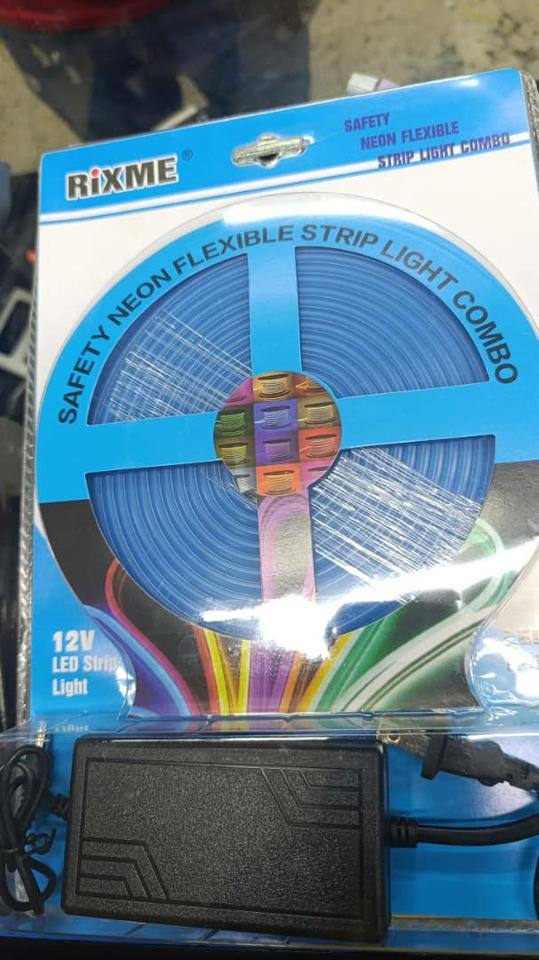 RiXME®
SAFETY
NEON FLEXIBLE
STRIP LIGHT COMBO
SAFETY NEON FLEXIBLE STRIP LIGHT COMBO
12V
LED Strip
Light